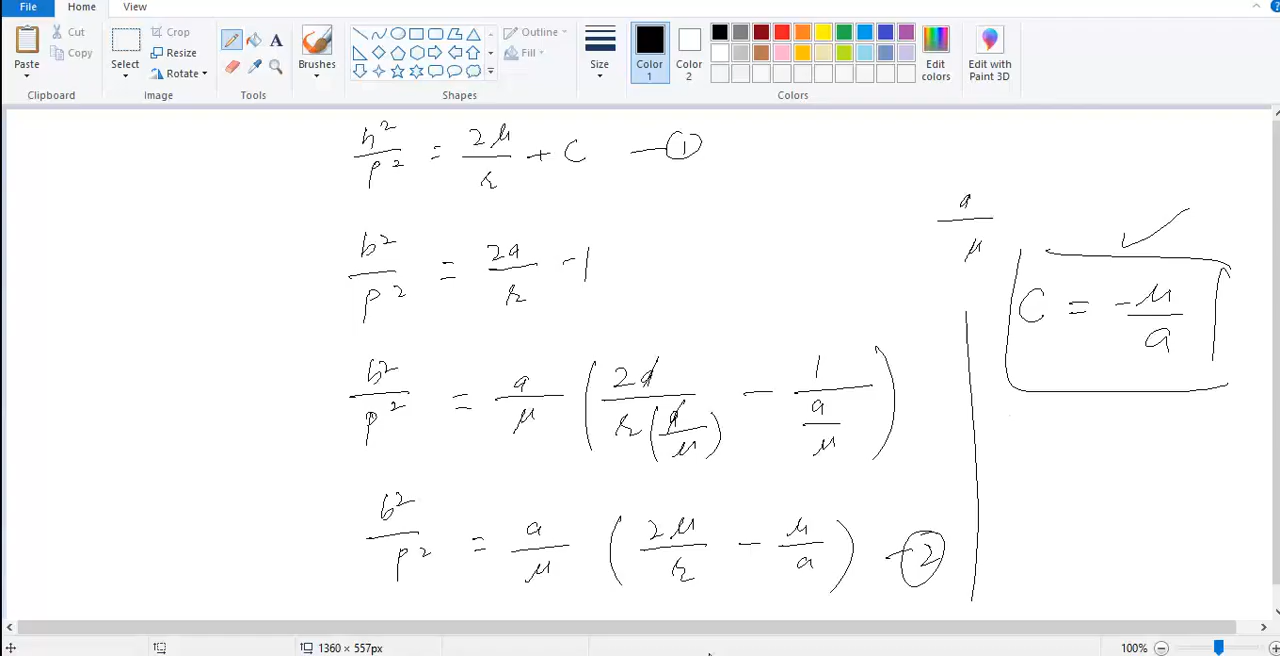 File Home View
Paste Cut Copy Select Crop Resize Rotate A Brushes Outline Fill Size Color 1 Color 2 Edit colors Edit with Paint 3D
Clipboard Image Tools Shapes Colors
h²/p² = 2μ/r + C —①
b²/p² = 2a/r - 1
b²/p² = a/μ (2a/r(a/μ) - 1/(a/μ))
b²/p² = a/μ (2μ/r - μ/a) —②
a/μ
C = -μ/a
1360 × 557px 100%